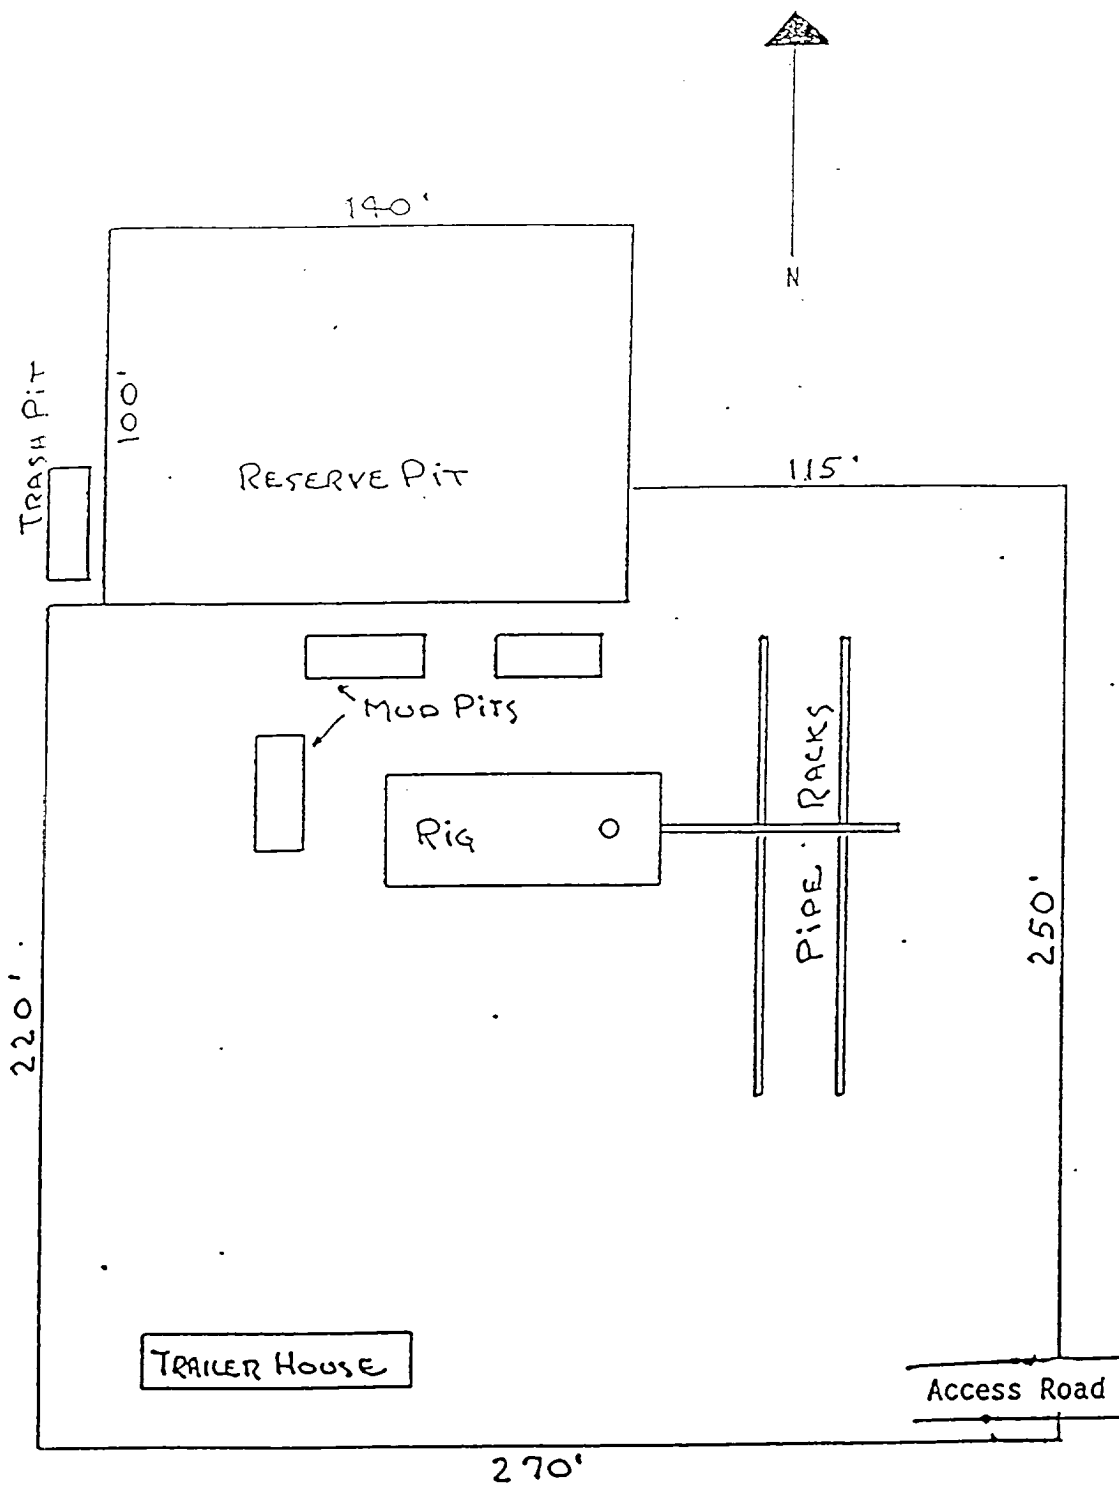 N
140'
TRASH PIT
100'
RESERVE PIT
115'
MUD PITS
PIPE RACKS
RIG
250'
220'
TRAILER HOUSE
Access Road
270'